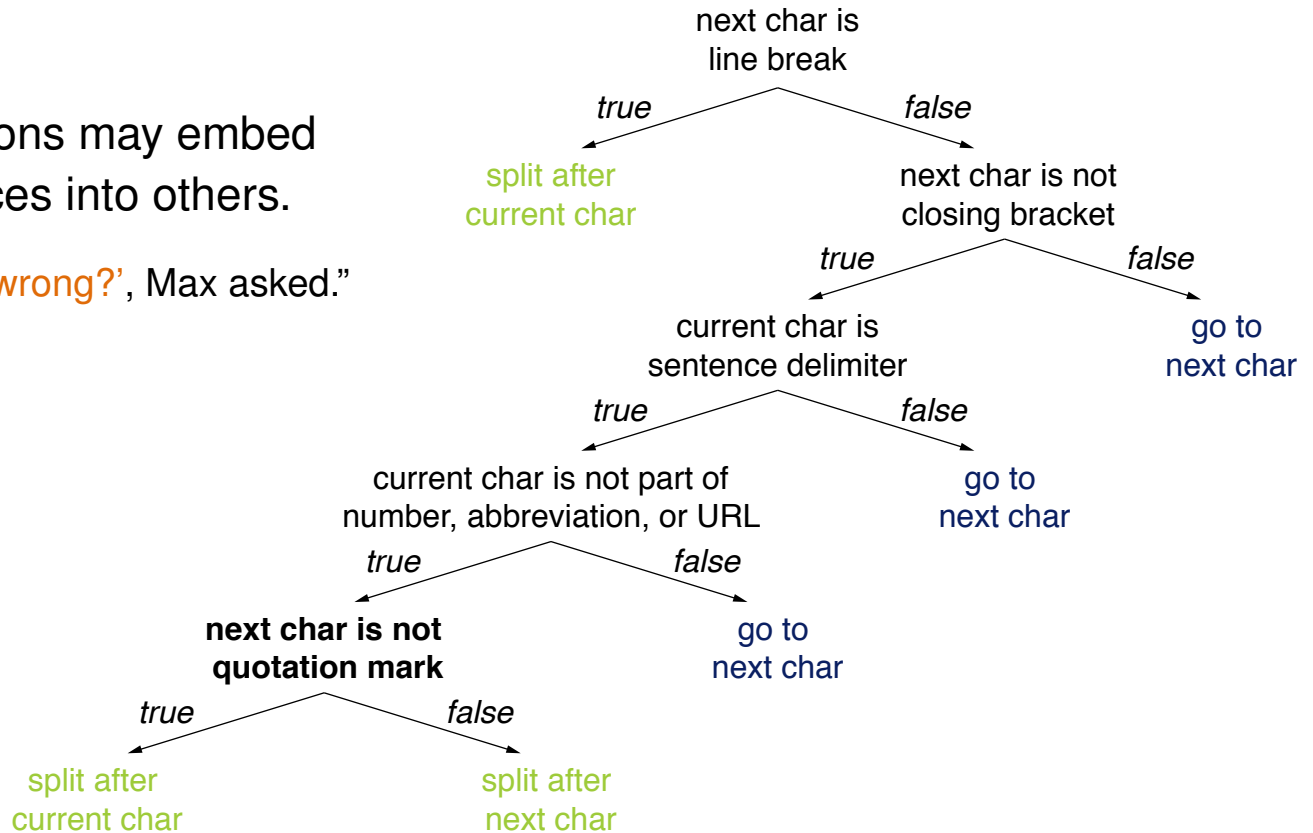 next char is
line break
true
false
ons may embed
ces into others.
split after
current char
next char is not
closing bracket
wrong?’, Max asked.”
true
false
current char is
sentence delimiter
go to
next char
true
false
current char is not part of
number, abbreviation, or URL
go to
next char
true
false
next char is not
quotation mark
go to
next char
true
false
split after
current char
split after
next char